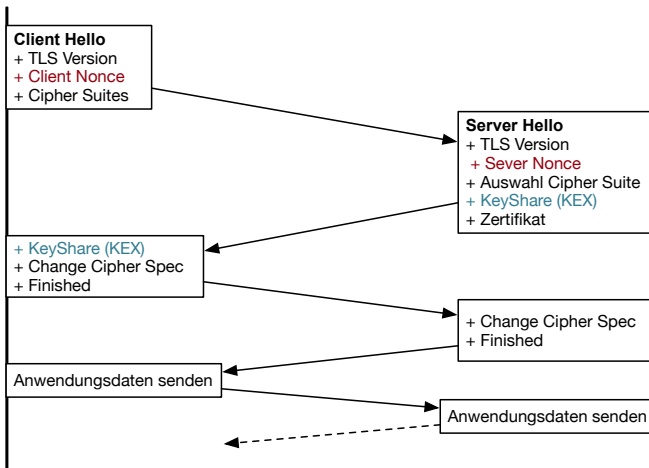 Client Hello
+ TLS Version
+ Client Nonce
+ Cipher Suites
Server Hello
+ TLS Version
+ Sever Nonce
+ Auswahl Cipher Suite
+ KeyShare (KEX)
+ Zertifikat
+ KeyShare (KEX)
+ Change Cipher Spec
+ Finished
+ Change Cipher Spec
+ Finished
Anwendungsdaten senden
Anwendungsdaten senden